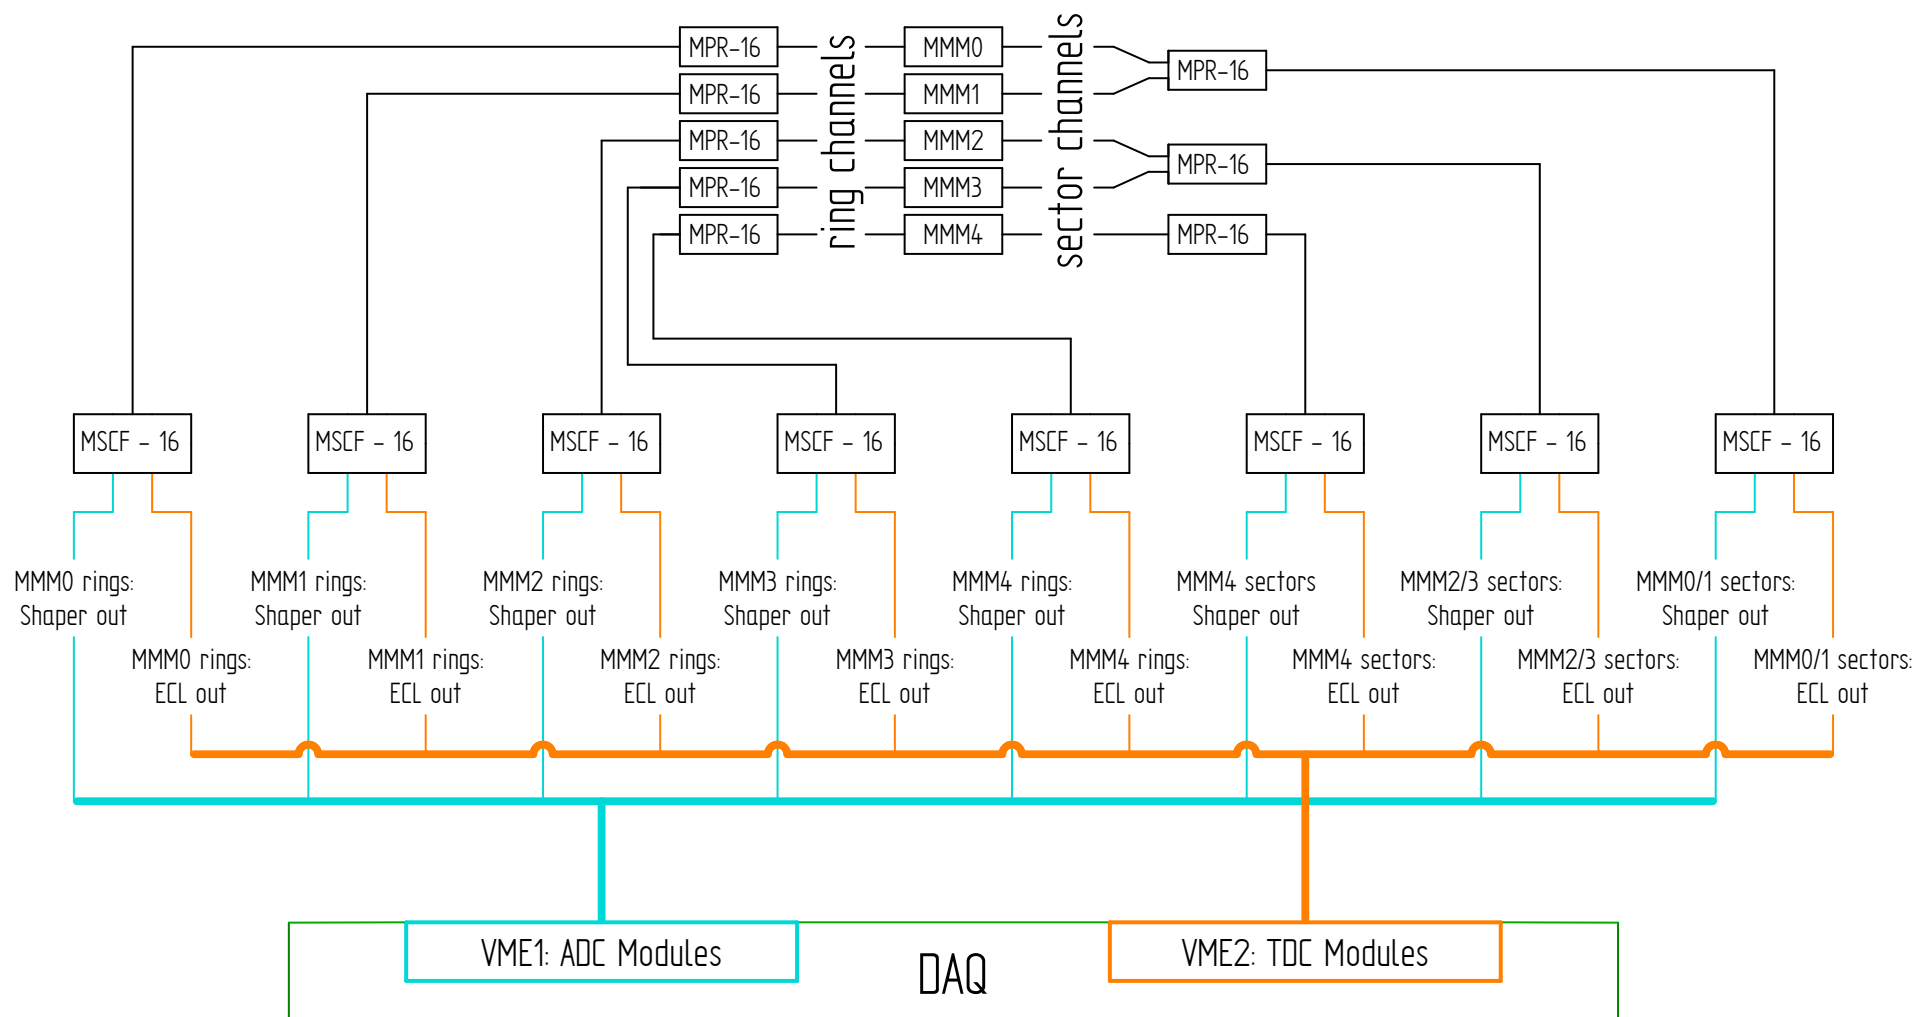 MPR-16
MMM0
MPR-16
MMM1
MPR-16
MPR-16
MMM2
MPR-16
MPR-16
MMM3
MPR-16
MMM4
MPR-16
ring channels
sector channels
MSCF - 16
MSCF - 16
MSCF - 16
MSCF - 16
MSCF - 16
MSCF - 16
MSCF - 16
MSCF - 16
MMM0 rings:
Shaper out
MMM1 rings:
Shaper out
MMM2 rings:
Shaper out
MMM3 rings:
Shaper out
MMM4 rings:
Shaper out
MMM4 sectors
Shaper out
MMM2/3 sectors:
Shaper out
MMM0/1 sectors:
Shaper out
MMM0 rings:
ECL out
MMM1 rings:
ECL out
MMM2 rings:
ECL out
MMM3 rings:
ECL out
MMM4 rings:
ECL out
MMM4 sectors:
ECL out
MMM2/3 sectors:
ECL out
MMM0/1 sectors:
ECL out
VME1: ADC Modules
DAQ
VME2: TDC Modules